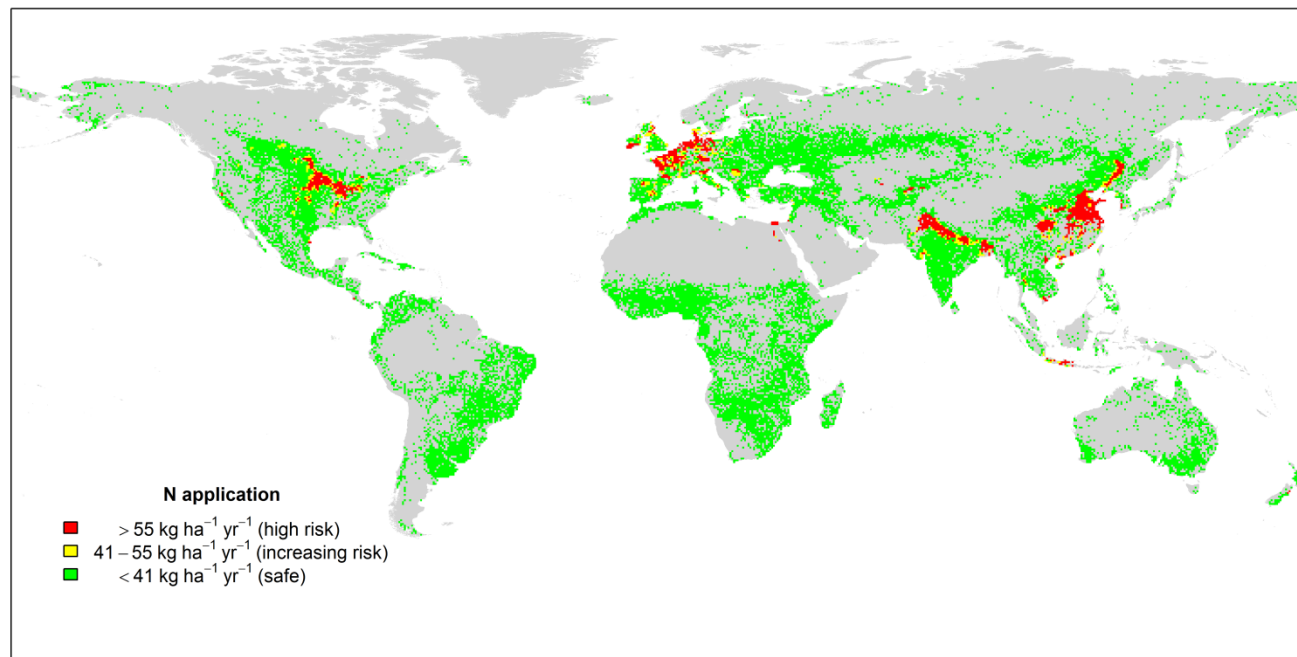 N application
> 55 kg ha⁻¹ yr⁻¹ (high risk)
41 – 55 kg ha⁻¹ yr⁻¹ (increasing risk)
< 41 kg ha⁻¹ yr⁻¹ (safe)